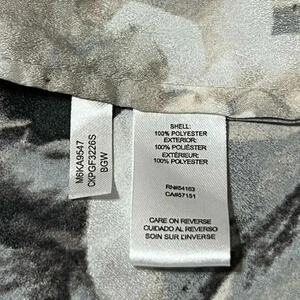 M6KA9547
CKPGF3226S
BGW
SHELL:
100% POLYESTER
EXTERIOR:
100% POLIÉSTER
EXTÉRIEUR:
100% POLYESTER
RN#64163
CA#57151
CARE ON REVERSE
CUIDADO AL REVERSO
SOIN SUR L'INVERSE